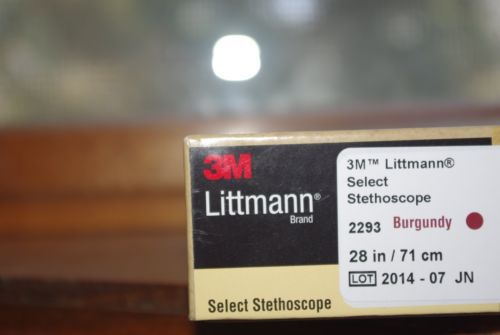 3M
Littmann®
Brand
Select Stethoscope
3M™ Littmann®
Select
Stethoscope
2293 Burgundy
28 in / 71 cm
LOT 2014 - 07 JN